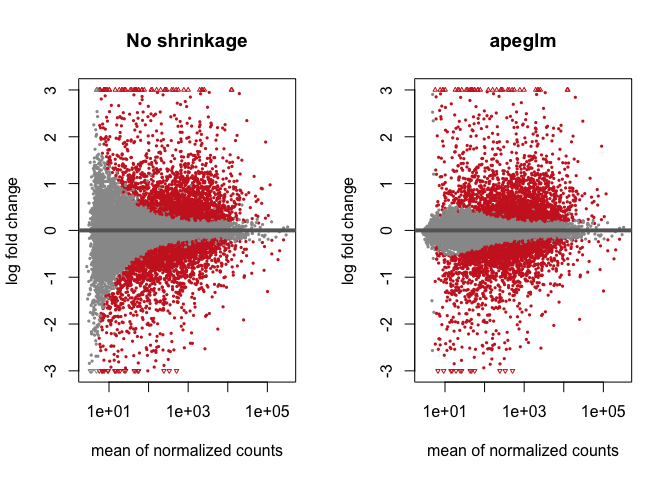 No shrinkage
log fold change
3
2
1
0
-1
-2
-3
1e+01 1e+03 1e+05
mean of normalized counts
apeglm
log fold change
3
2
1
0
-1
-2
-3
1e+01 1e+03 1e+05
mean of normalized counts